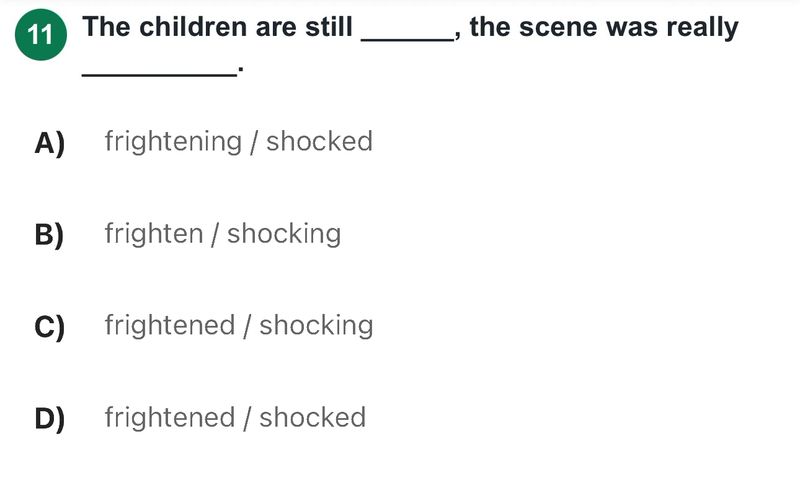 11 The children are still ______, the scene was really
__________.
A) frightening / shocked
B) frighten / shocking
C) frightened / shocking
D) frightened / shocked